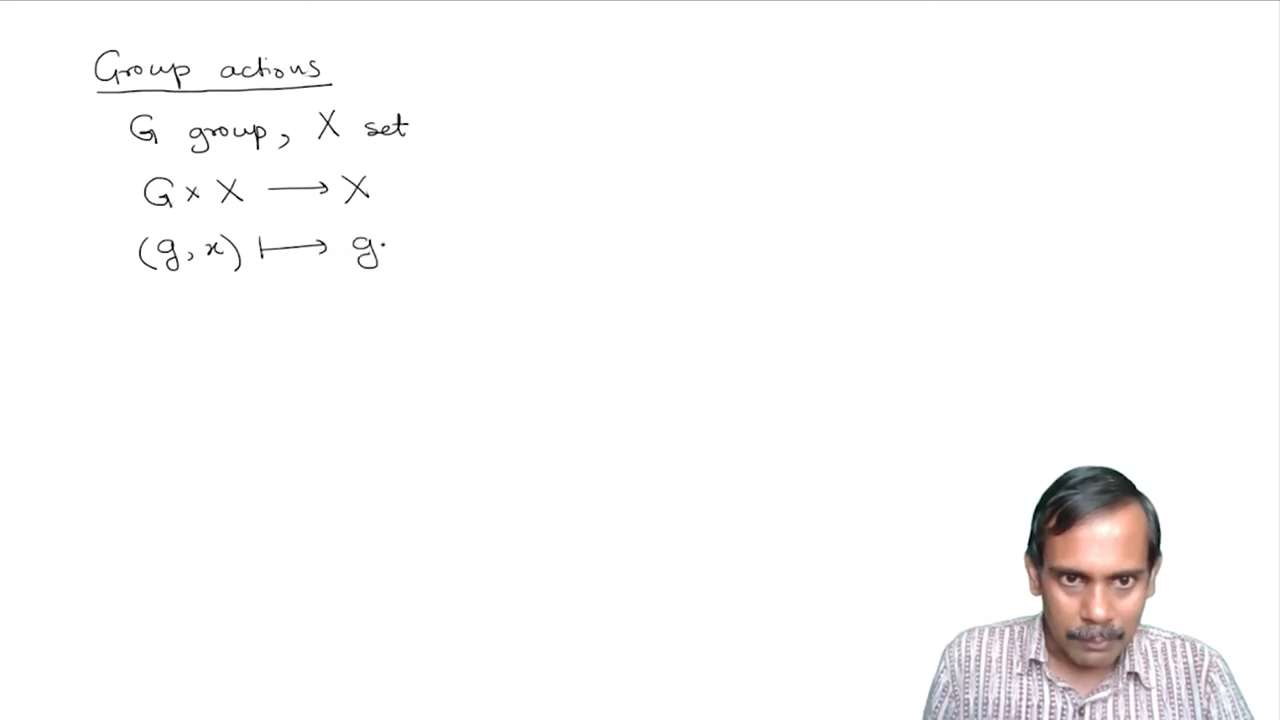 Group actions
G group, X set
G × X ⟶ X
(g, x) ⟼ g·